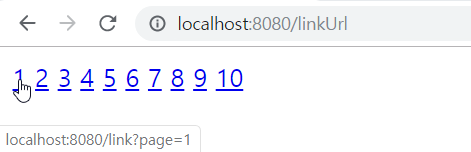 localhost:8080/linkUrl
1 2 3 4 5 6 7 8 9 10
localhost:8080/link?page=1